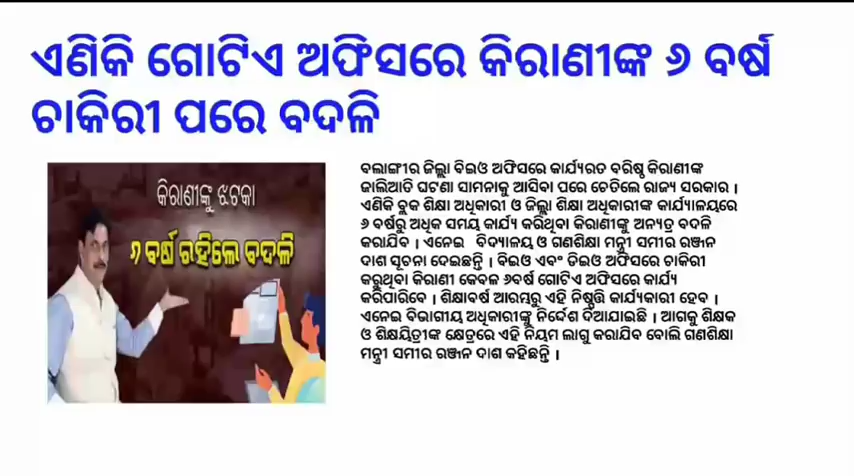 ଏଣିକି ଗୋଟିଏ ଅଫିସରେ କିରାଣୀଙ୍କ ୬ ବର୍ଷ
ଚାକିରୀ ପରେ ବଦଳି
କିରାଣୀଙ୍କୁ ଝଟକା
୬ ବର୍ଷ ରହିଲେ ବଦଳି
ବଲାଙ୍ଗୀର ଜିଲ୍ଲା ବିଇଓ ଅଫିସରେ କାର୍ଯ୍ୟରତ ବରିଷ୍ଠ କିରାଣୀଙ୍କ
ଜାଲିଆତି ଘଟଣା ସାମନାକୁ ଆସିବା ପରେ ଚେତିଲେ ରାଜ୍ୟ ସରକାର ।
ଏଣିକି ବ୍ଲକ ଶିକ୍ଷା ଅଧିକାରୀ ଓ ଜିଲ୍ଲା ଶିକ୍ଷା ଅଧିକାରୀଙ୍କ କାର୍ଯ୍ୟାଳୟରେ
୬ ବର୍ଷରୁ ଅଧିକ ସମୟ କାର୍ଯ୍ୟ କରିଥିବା କିରାଣୀଙ୍କୁ ଅନ୍ୟତ୍ର ବଦଳି
କରାଯିବ । ଏନେଇ ବିଦ୍ୟାଳୟ ଓ ଗଣଶିକ୍ଷା ମନ୍ତ୍ରୀ ସମୀର ରଞ୍ଜନ
ଦାଶ ସୂଚନା ଦେଇଛନ୍ତି । ବିଇଓ ଏବଂ ଡିଇଓ ଅଫିସରେ ଚାକିରୀ
କରୁଥିବା କିରାଣୀ କେବଳ ୬ବର୍ଷ ଗୋଟିଏ ଅଫିସରେ କାର୍ଯ୍ୟ
କରିପାରିବେ । ଶିକ୍ଷାବର୍ଷ ଆରମ୍ଭରୁ ଏହି ନିଷ୍ପତ୍ତି କାର୍ଯ୍ୟକାରୀ ହେବ ।
ଏନେଇ ବିଭାଗୀୟ ଅଧିକାରୀଙ୍କୁ ନିର୍ଦ୍ଦେଶ ଦିଆଯାଇଛି । ଆଗକୁ ଶିକ୍ଷକ
ଓ ଶିକ୍ଷୟିତ୍ରୀଙ୍କ କ୍ଷେତ୍ରରେ ଏହି ନିୟମ ଲାଗୁ କରାଯିବ ବୋଲି ଗଣଶିକ୍ଷା
ମନ୍ତ୍ରୀ ସମୀର ରଞ୍ଜନ ଦାଶ କହିଛନ୍ତି ।